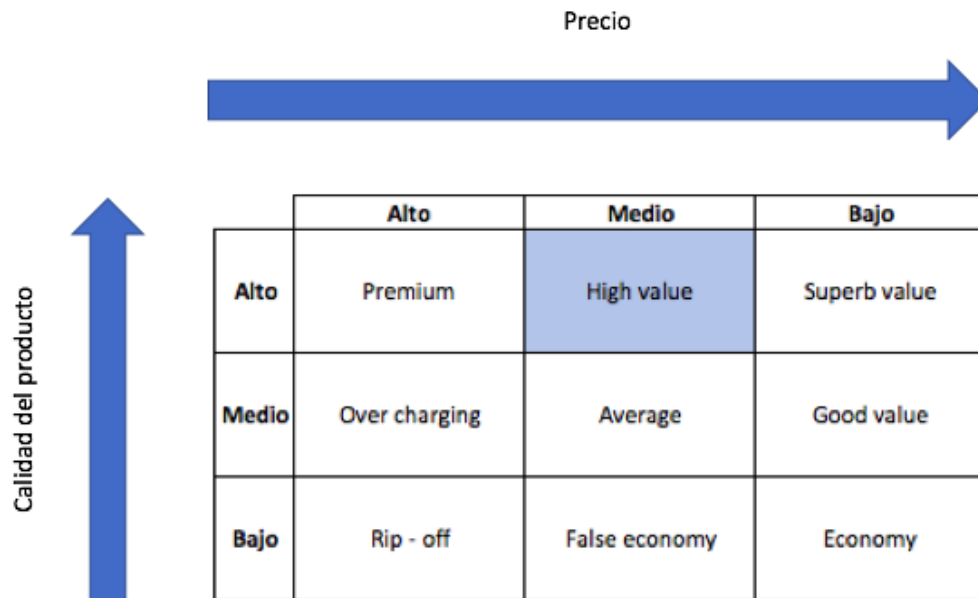 Precio
Calidad del producto
Alto Medio Bajo
Alto Premium High value Superb value
Medio Over charging Average Good value
Bajo Rip - off False economy Economy